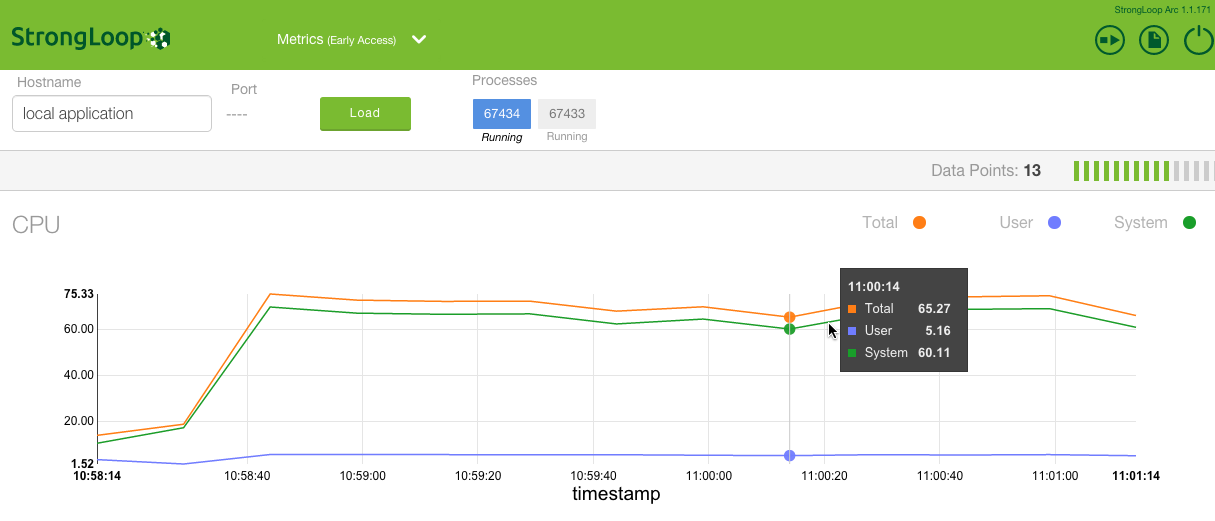 StrongLoop Arc 1.1.171
StrongLoop
Metrics (Early Access)
Hostname
Port
Processes
local application
----
Load
67434
67433
Running
Running
Data Points: 13
CPU
Total
User
System
11:00:14
Total 65.27
User 5.16
System 60.11
75.33
60.00
40.00
20.00
1.52
10:58:14
10:58:40
10:59:00
10:59:20
10:59:40
11:00:00
11:00:20
11:00:40
11:01:00
11:01:14
timestamp